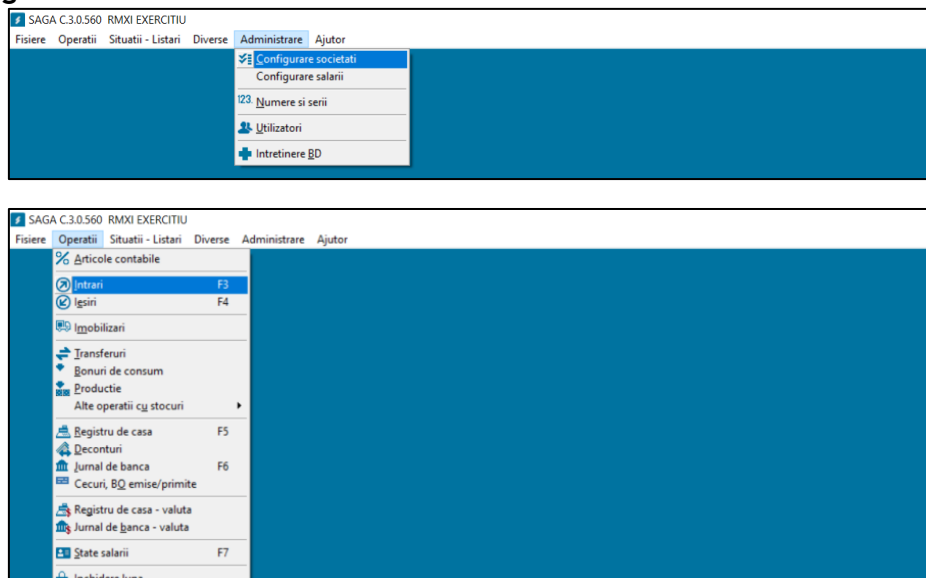 g
SAGA C.3.0.560 RMXI EXERCITIU
Fisiere Operatii Situatii - Listari Diverse Administrare Ajutor
Configurare societati
Configurare salarii
123. Numere si serii
Utilizatori
Intretinere BD
SAGA C.3.0.560 RMXI EXERCITIU
Fisiere Operatii Situatii - Listari Diverse Administrare Ajutor
Articole contabile
Intrari F3
Iesiri F4
Imobilizari
Transferuri
Bonuri de consum
Productie
Alte operatii cu stocuri
Registru de casa F5
Deconturi
Jurnal de banca F6
Cecuri, BO emise/primite
Registru de casa - valuta
Jurnal de banca - valuta
State salarii F7
Inchidere luna